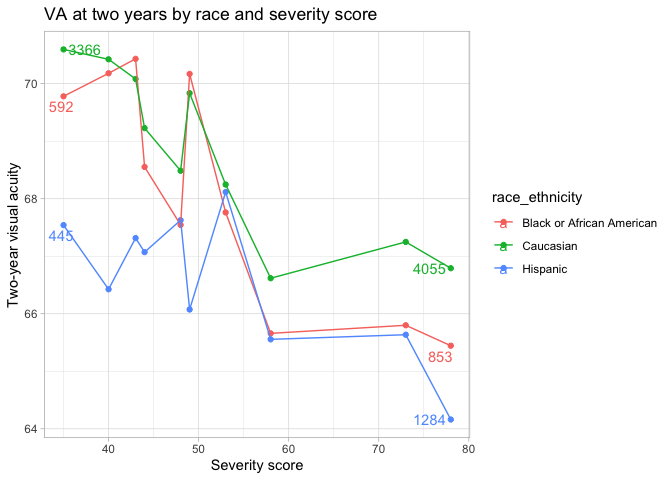 VA at two years by race and severity score
Two-year visual acuity
70
68
66
64
3366
592
445
4055
853
1284
40
50
60
70
80
Severity score
race_ethnicity
a Black or African American
a Caucasian
a Hispanic